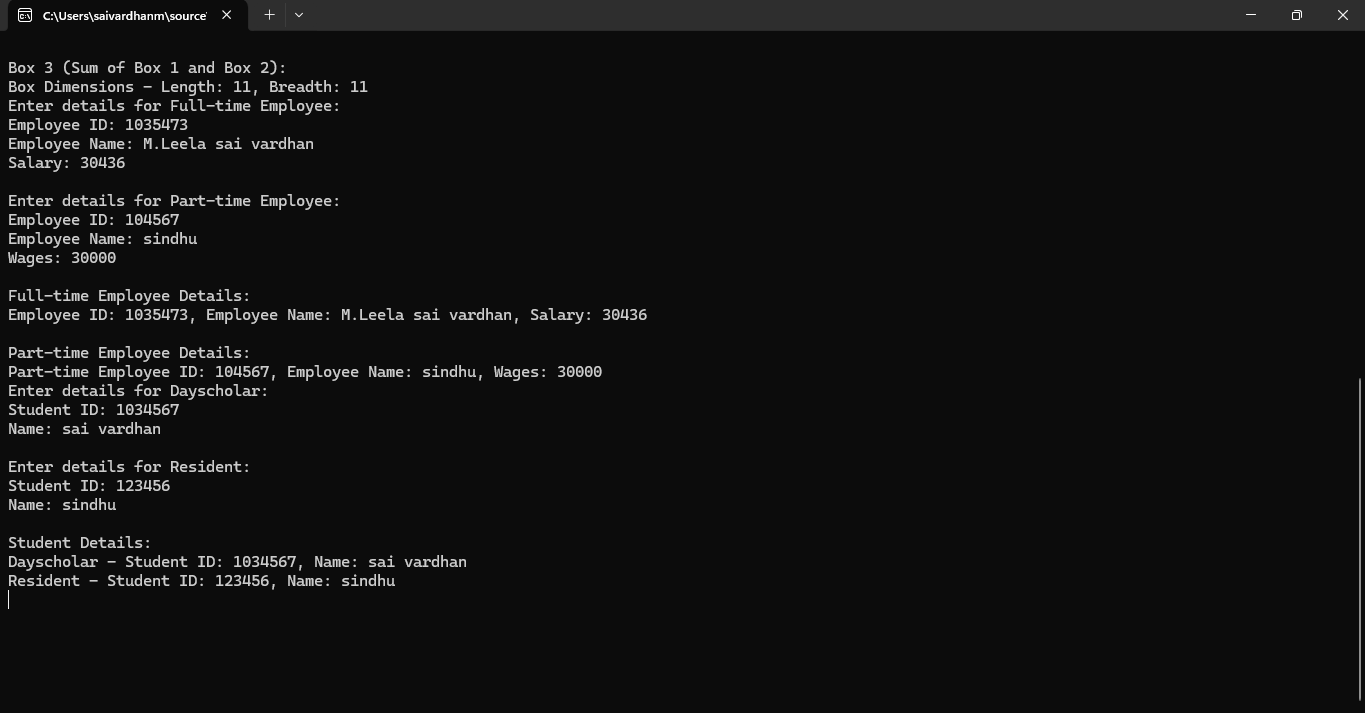 C:\Users\saivardhanm\source'
Box 3 (Sum of Box 1 and Box 2):
Box Dimensions - Length: 11, Breadth: 11
Enter details for Full-time Employee:
Employee ID: 1035473
Employee Name: M.Leela sai vardhan
Salary: 30436
Enter details for Part-time Employee:
Employee ID: 104567
Employee Name: sindhu
Wages: 30000
Full-time Employee Details:
Employee ID: 1035473, Employee Name: M.Leela sai vardhan, Salary: 30436
Part-time Employee Details:
Part-time Employee ID: 104567, Employee Name: sindhu, Wages: 30000
Enter details for Dayscholar:
Student ID: 1034567
Name: sai vardhan
Enter details for Resident:
Student ID: 123456
Name: sindhu
Student Details:
Dayscholar - Student ID: 1034567, Name: sai vardhan
Resident - Student ID: 123456, Name: sindhu